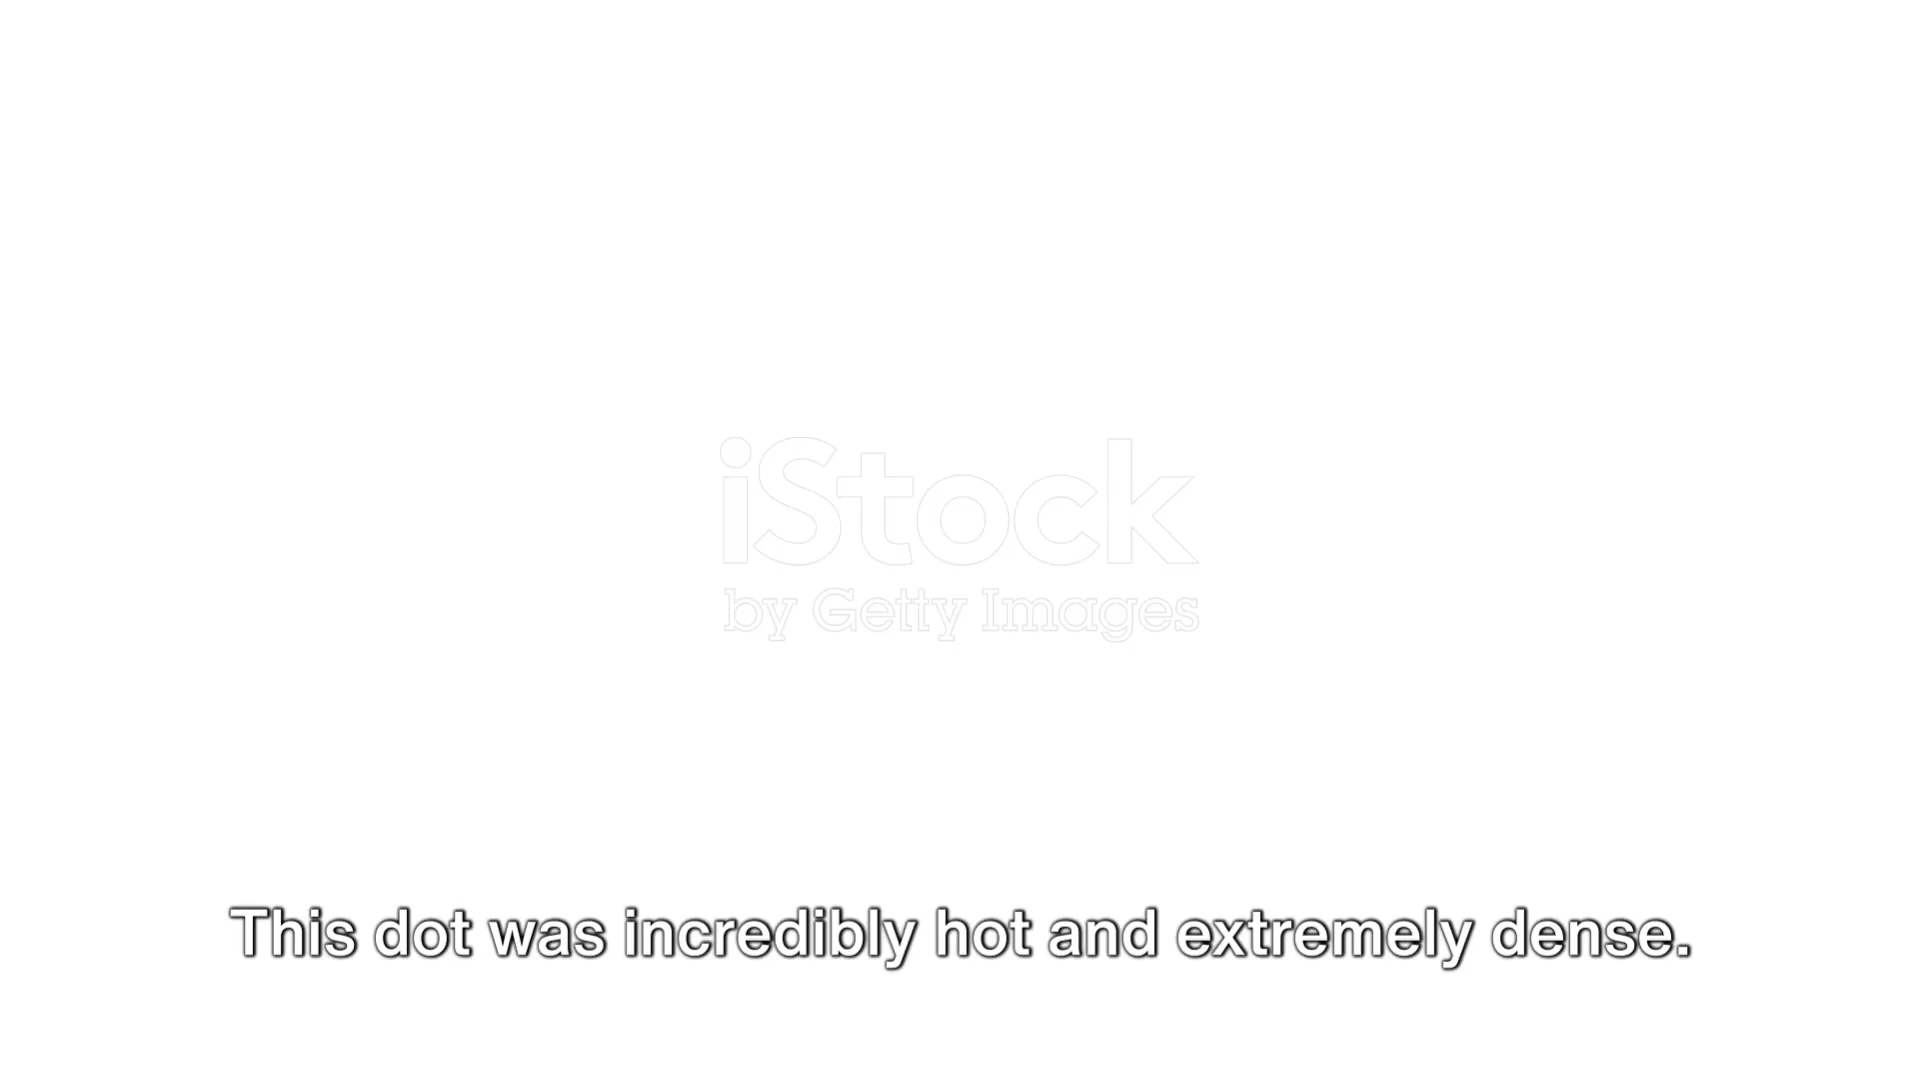 iStock
by Getty Images
This dot was incredibly hot and extremely dense.